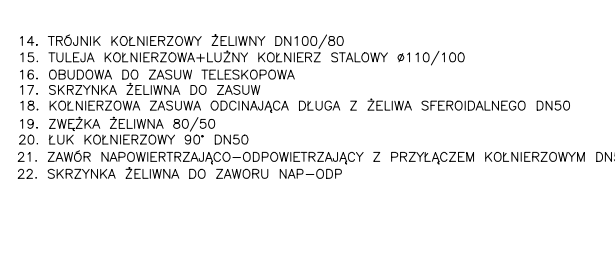 14. TRÓJNIK KOŁNIERZOWY ŻELIWNY DN100/80
15. TULEJA KOŁNIERZOWA+LUŹNY KOŁNIERZ STALOWY ø110/100
16. OBUDOWA DO ZASUW TELESKOPOWA
17. SKRZYNKA ŻELIWNA DO ZASUW
18. KOŁNIERZOWA ZASUWA ODCINAJĄCA DŁUGA Z ŻELIWA SFEROIDALNEGO DN50
19. ZWĘŻKA ŻELIWNA 80/50
20. ŁUK KOŁNIERZOWY 90° DN50
21. ZAWÓR NAPOWIERTRZAJĄCO-ODPOWIETRZAJĄCY Z PRZYŁĄCZEM KOŁNIERZOWYM
22. SKRZYNKA ŻELIWNA DO ZAWORU NAP-ODP